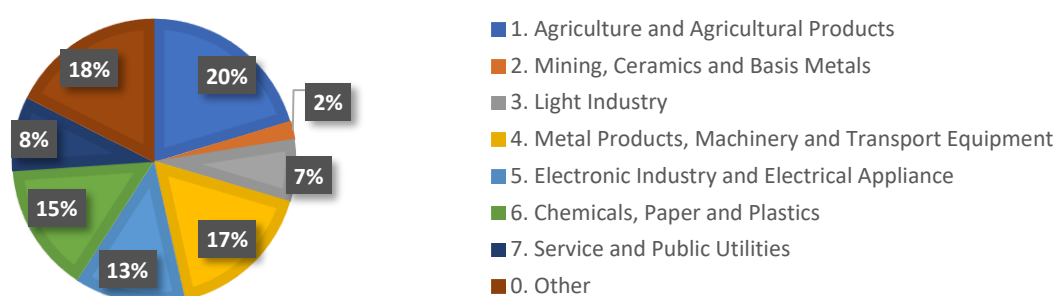 18%
20%
2%
8%
7%
15%
17%
13%
1. Agriculture and Agricultural Products
2. Mining, Ceramics and Basis Metals
3. Light Industry
4. Metal Products, Machinery and Transport Equipment
5. Electronic Industry and Electrical Appliance
6. Chemicals, Paper and Plastics
7. Service and Public Utilities
0. Other